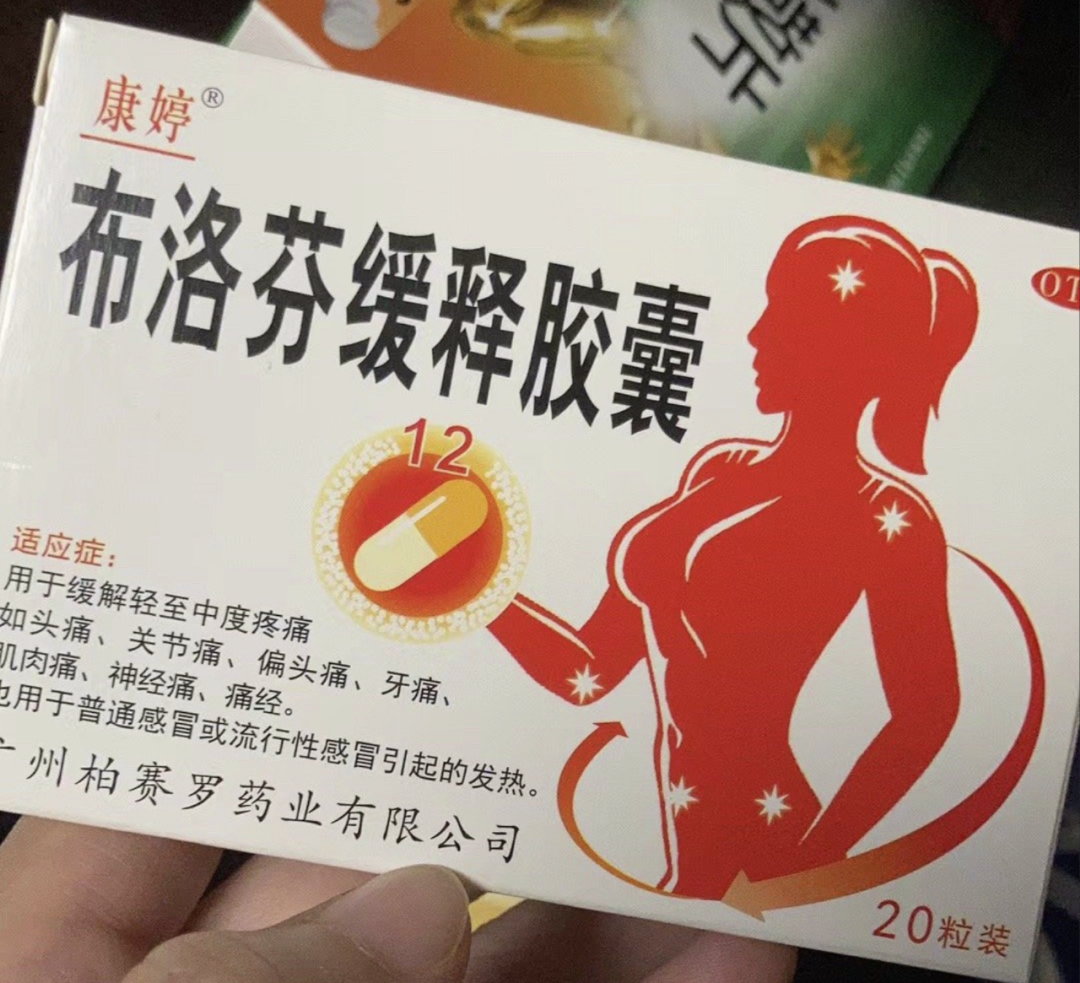 康婷®
布洛芬缓释胶囊
OT
12
适应症：
用于缓解轻至中度疼痛
如头痛、关节痛、偏头痛、牙痛、
肌肉痛、神经痛、痛经。
也用于普通感冒或流行性感冒引起的发热。
广州柏赛罗药业有限公司
20粒装